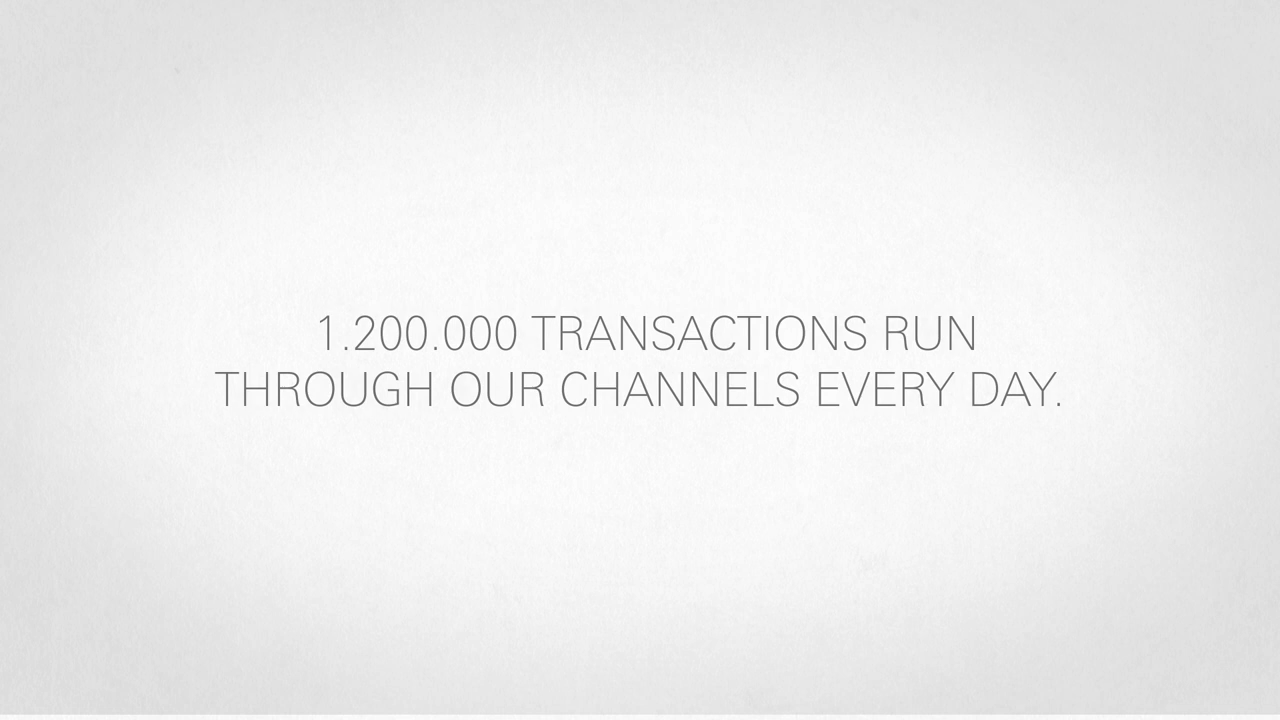 1.200.000 TRANSACTIONS RUN
THROUGH OUR CHANNELS EVERY DAY.